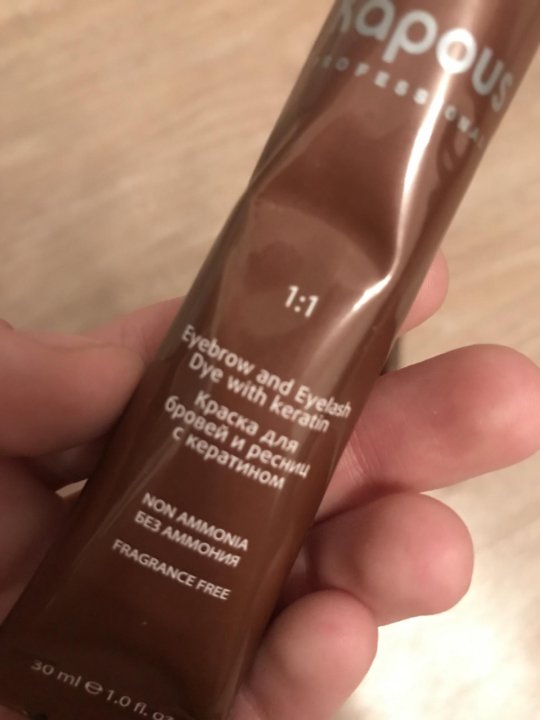 kapous
PROFESSIONAL
1:1
Eyebrow and Eyelash
Dye with keratin
Краска для
бровей и ресниц
с кератином
NON AMMONIA
БЕЗ АММОНИЯ
FRAGRANCE FREE
30 ml ℮ 1.0 fl. oz